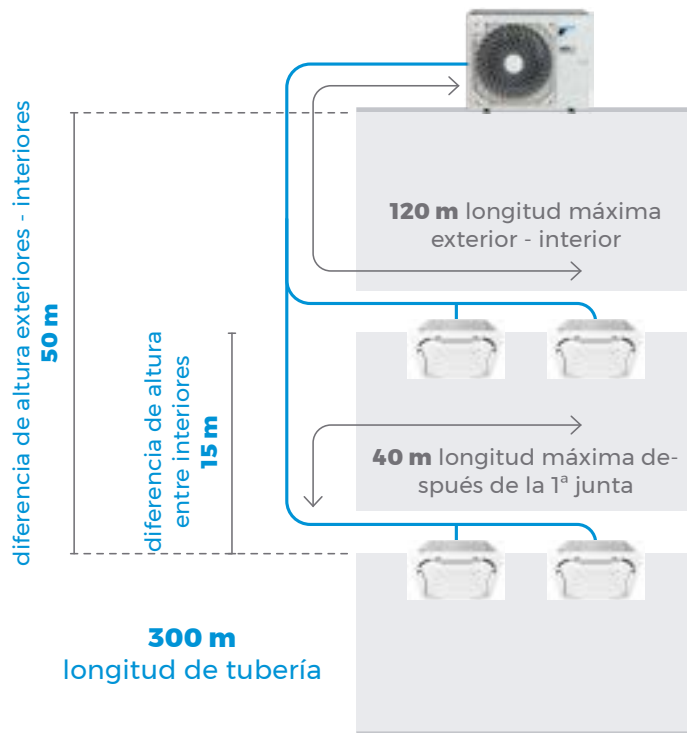 120 m longitud máxima
exterior - interior
diferencia de altura exteriores - interiores
50 m
diferencia de altura
entre interiores
15 m
40 m longitud máxima de-
spués de la 1ª junta
300 m
longitud de tubería